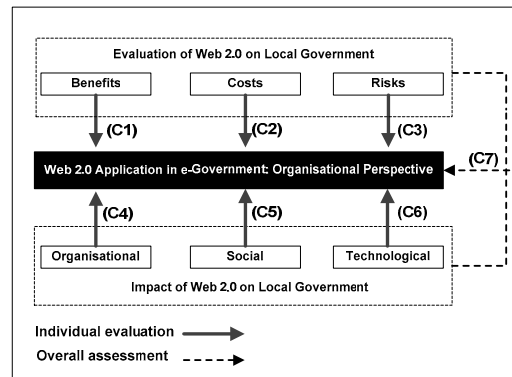 Evaluation of Web 2.0 on Local Government
Benefits Costs Risks
(C1) (C2) (C3)
(C7)
Web 2.0 Application in e-Government: Organisational Perspective
(C4) (C5) (C6)
Organisational Social Technological
Impact of Web 2.0 on Local Government
Individual evaluation
Overall assessment